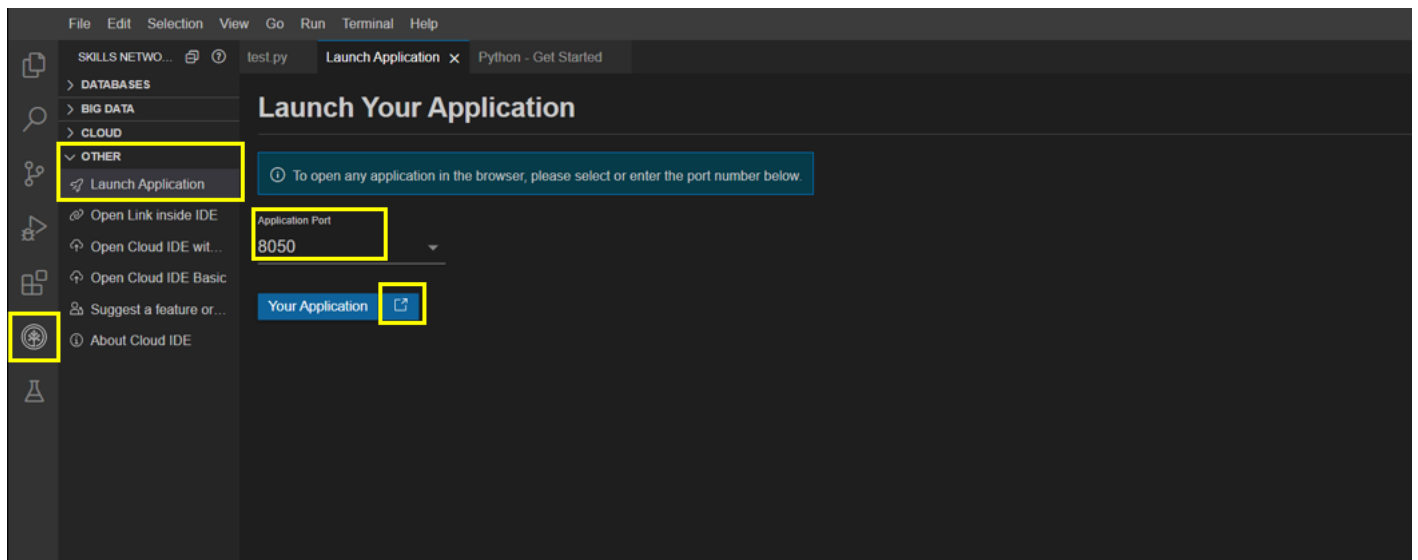 File Edit Selection View Go Run Terminal Help
SKILLS NETWO...
test.py Launch Application Python - Get Started
DATABASES
BIG DATA
CLOUD
OTHER
Launch Application
Open Link inside IDE
Open Cloud IDE wit...
Open Cloud IDE Basic
Suggest a feature or...
About Cloud IDE
Launch Your Application
To open any application in the browser, please select or enter the port number below.
Application Port
8050
Your Application